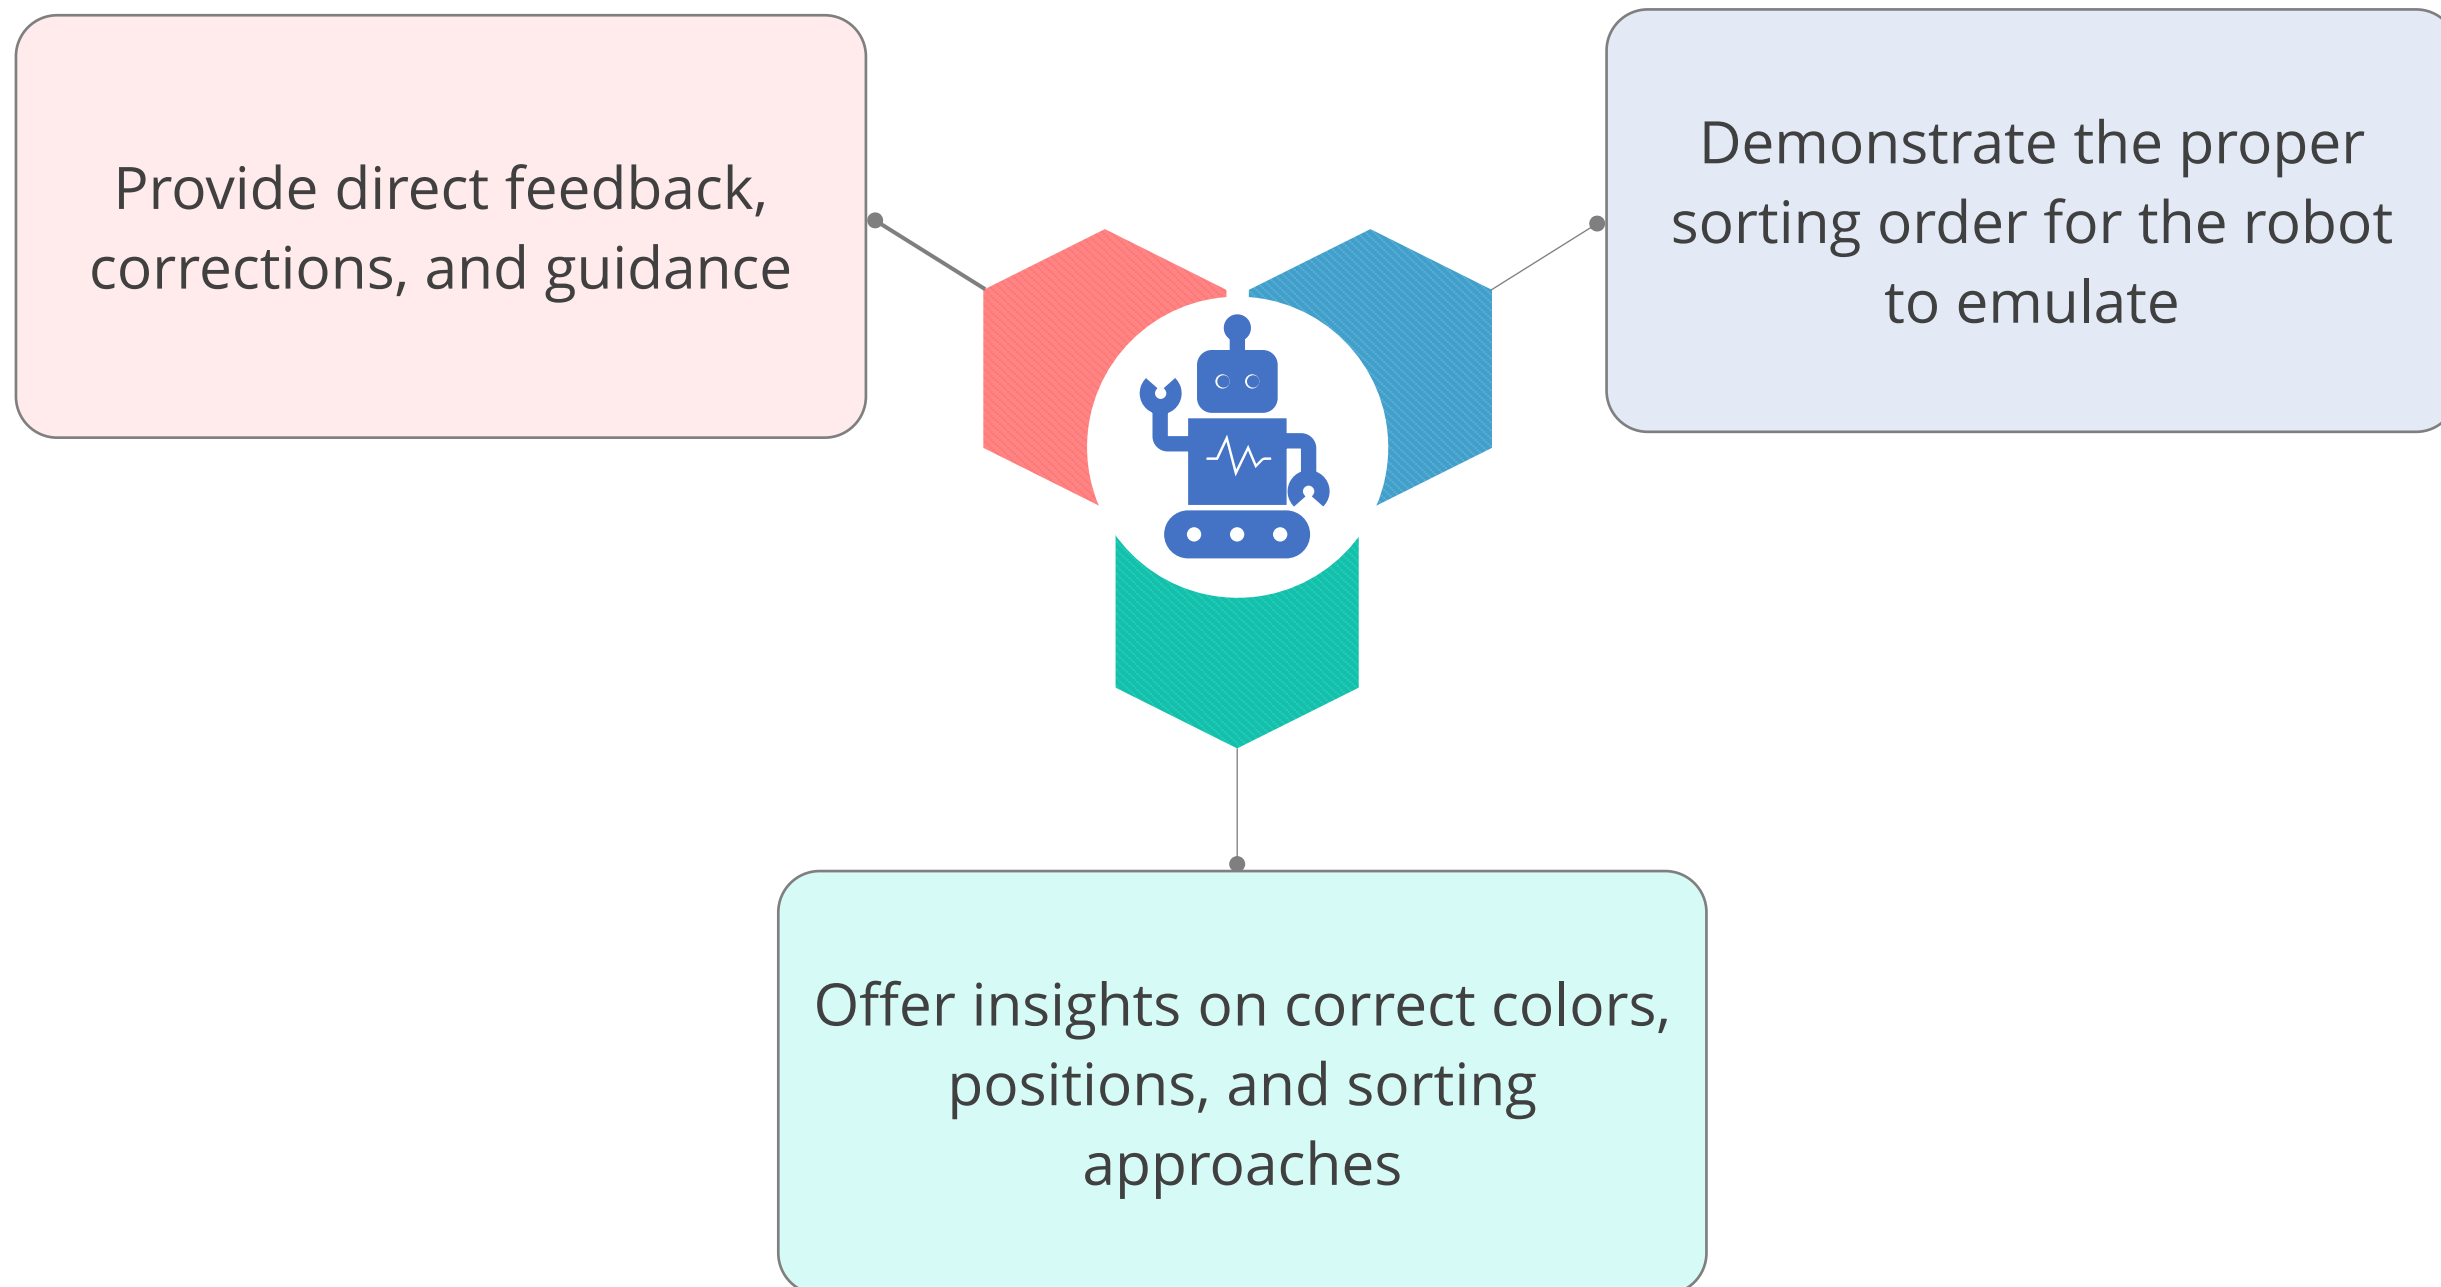 Provide direct feedback,
corrections, and guidance
Demonstrate the proper
sorting order for the robot
to emulate
Offer insights on correct colors,
positions, and sorting
approaches